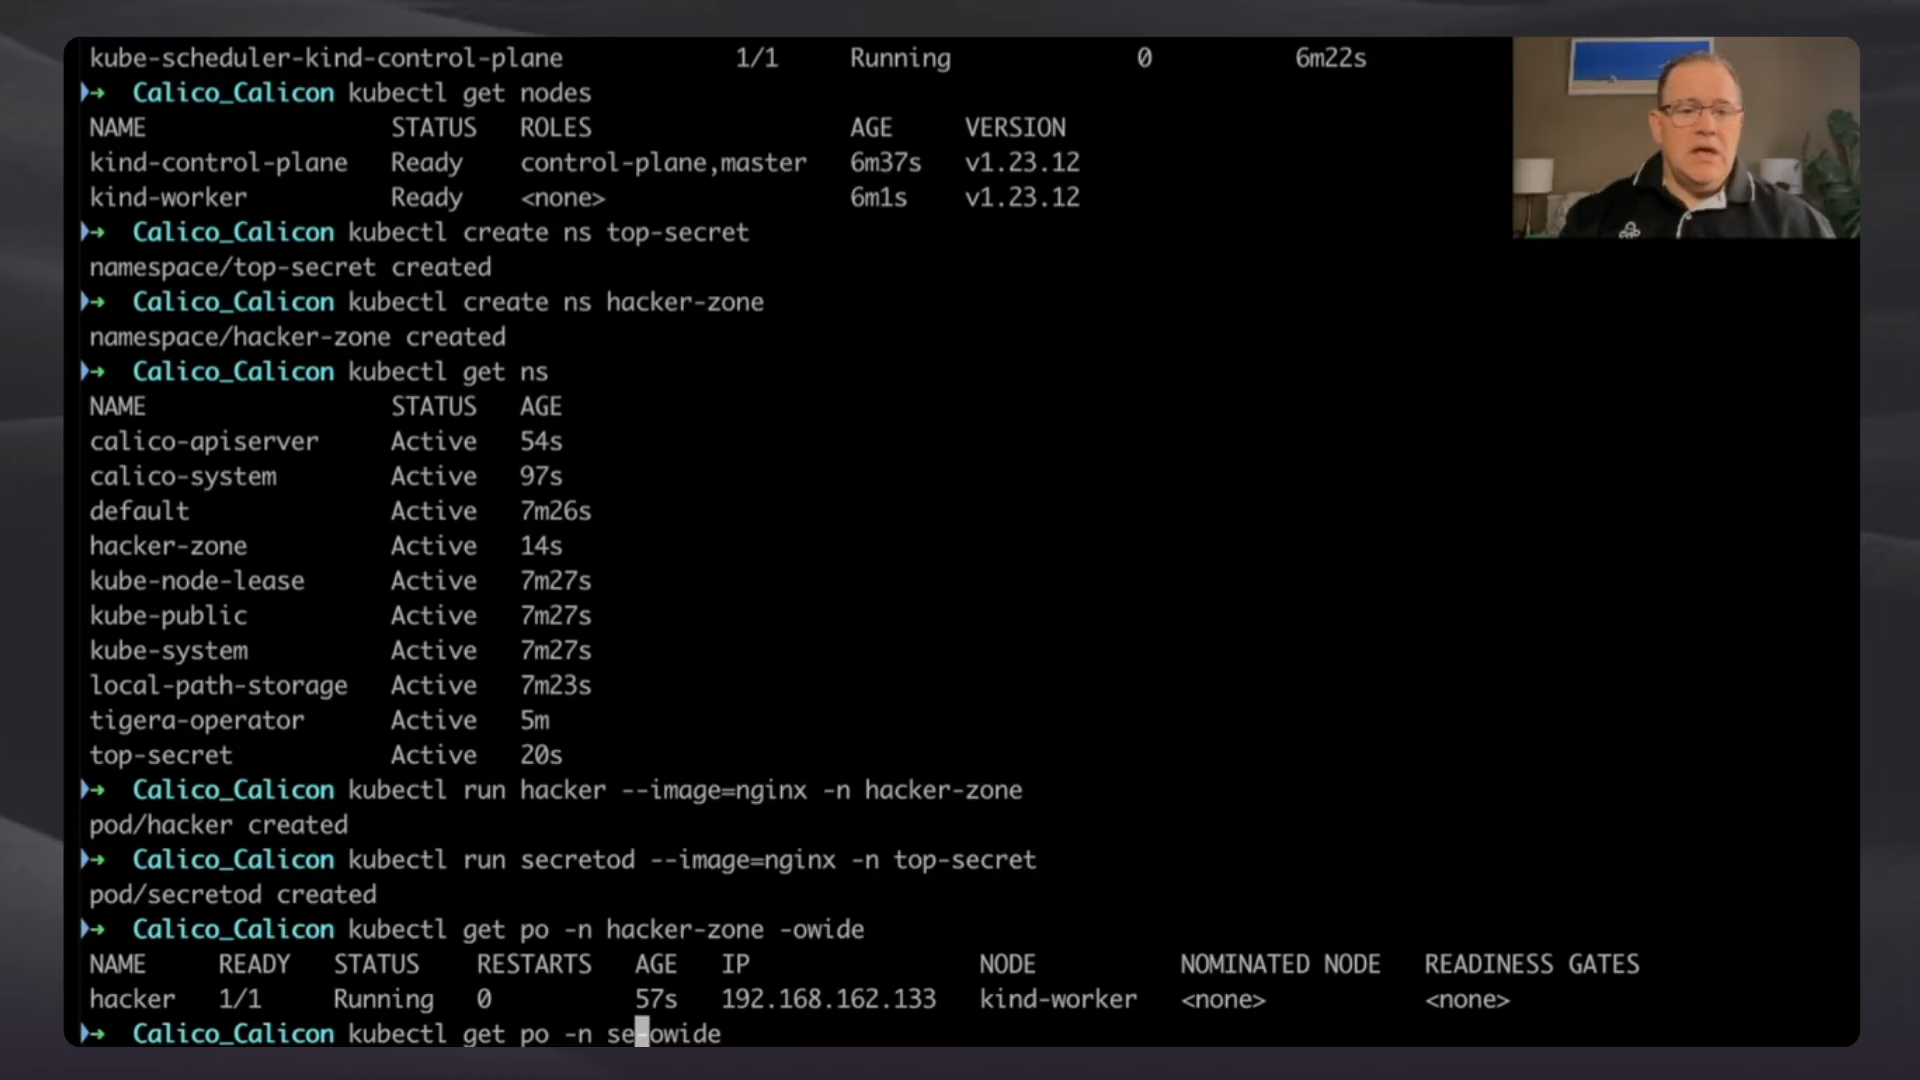 kube-scheduler-kind-control-plane 1/1 Running 0 6m22s
Calico_Calicon kubectl get nodes
NAME STATUS ROLES AGE VERSION
kind-control-plane Ready control-plane,master 6m37s v1.23.12
kind-worker Ready <none> 6m1s v1.23.12
Calico_Calicon kubectl create ns top-secret
namespace/top-secret created
Calico_Calicon kubectl create ns hacker-zone
namespace/hacker-zone created
Calico_Calicon kubectl get ns
NAME STATUS AGE
calico-apiserver Active 54s
calico-system Active 97s
default Active 7m26s
hacker-zone Active 14s
kube-node-lease Active 7m27s
kube-public Active 7m27s
kube-system Active 7m27s
local-path-storage Active 7m23s
tigera-operator Active 5m
top-secret Active 20s
Calico_Calicon kubectl run hacker --image=nginx -n hacker-zone
pod/hacker created
Calico_Calicon kubectl run secretod --image=nginx -n top-secret
pod/secretod created
Calico_Calicon kubectl get po -n hacker-zone -owide
NAME READY STATUS RESTARTS AGE IP NODE NOMINATED NODE READINESS GATES
hacker 1/1 Running 0 57s 192.168.162.133 kind-worker <none> <none>
Calico_Calicon kubectl get po -n se-owide